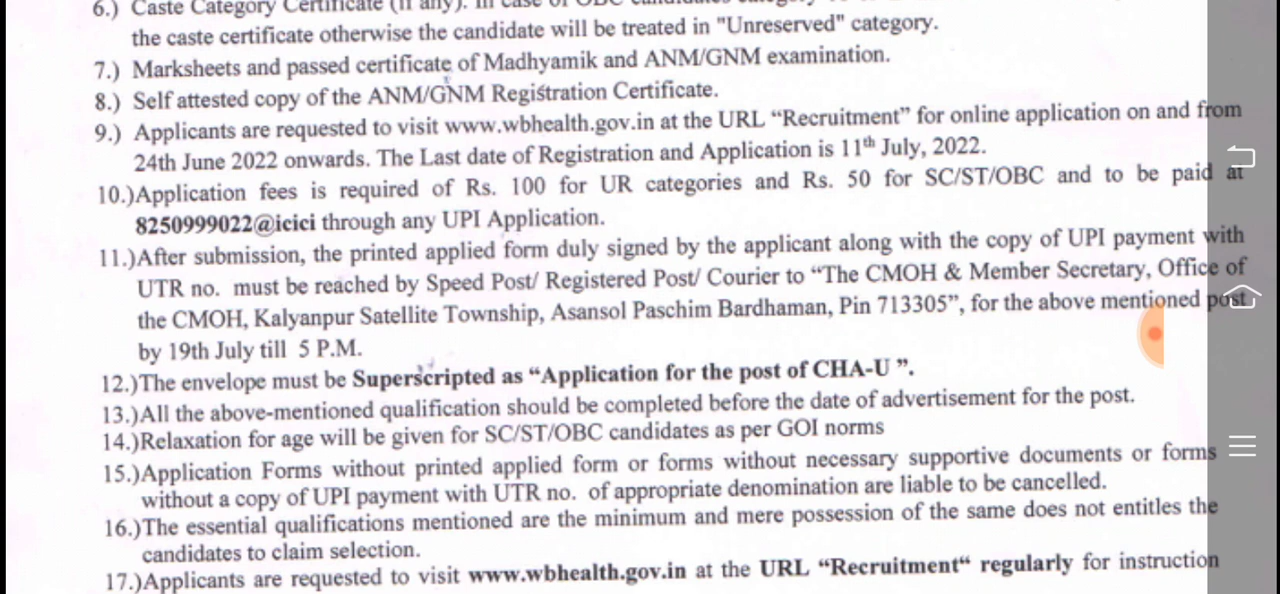 6.) Caste Category Certificate (if any). In case of OBC candidates category
the caste certificate otherwise the candidate will be treated in "Unreserved" category.
7.) Marksheets and passed certificate of Madhyamik and ANM/GNM examination.
8.) Self attested copy of the ANM/GNM Registration Certificate.
9.) Applicants are requested to visit www.wbhealth.gov.in at the URL “Recruitment” for online application on and from
24th June 2022 onwards. The Last date of Registration and Application is 11th July, 2022.
10.)Application fees is required of Rs. 100 for UR categories and Rs. 50 for SC/ST/OBC and to be paid at
8250999022@icici through any UPI Application.
11.)After submission, the printed applied form duly signed by the applicant along with the copy of UPI payment with
UTR no. must be reached by Speed Post/ Registered Post/ Courier to “The CMOH & Member Secretary, Office of
the CMOH, Kalyanpur Satellite Township, Asansol Paschim Bardhaman, Pin 713305”, for the above mentioned post
by 19th July till 5 P.M.
12.)The envelope must be Superscripted as “Application for the post of CHA-U ”.
13.)All the above-mentioned qualification should be completed before the date of advertisement for the post.
14.)Relaxation for age will be given for SC/ST/OBC candidates as per GOI norms
15.)Application Forms without printed applied form or forms without necessary supportive documents or forms
without a copy of UPI payment with UTR no. of appropriate denomination are liable to be cancelled.
16.)The essential qualifications mentioned are the minimum and mere possession of the same does not entitles the
candidates to claim selection.
17.)Applicants are requested to visit www.wbhealth.gov.in at the URL “Recruitment“ regularly for instruction